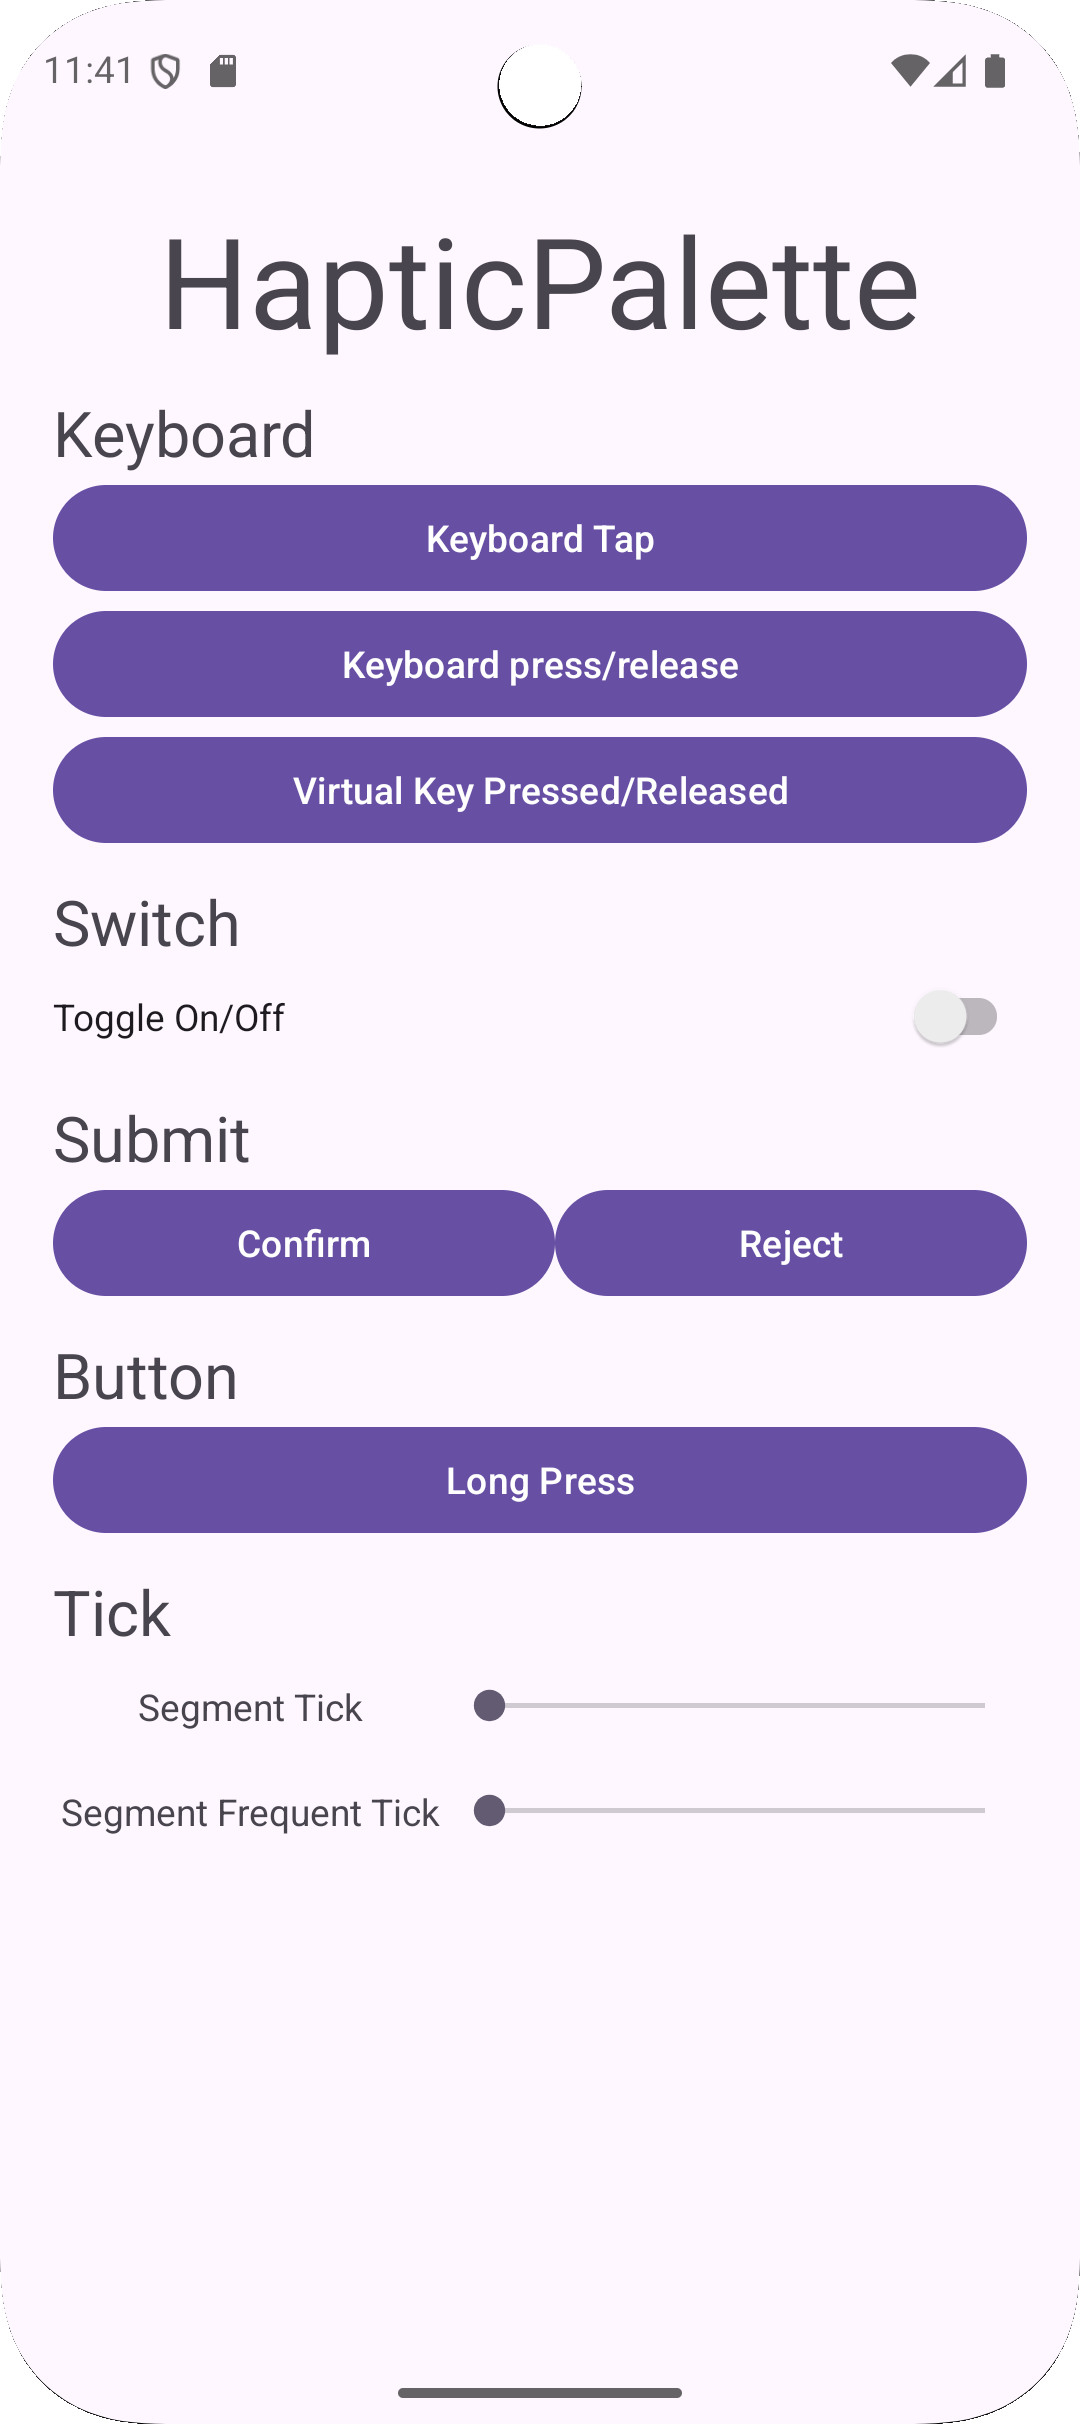 11:41
HapticPalette
Keyboard
Keyboard Tap
Keyboard press/release
Virtual Key Pressed/Released
Switch
Toggle On/Off
Submit
Confirm Reject
Button
Long Press
Tick
Segment Tick
Segment Frequent Tick